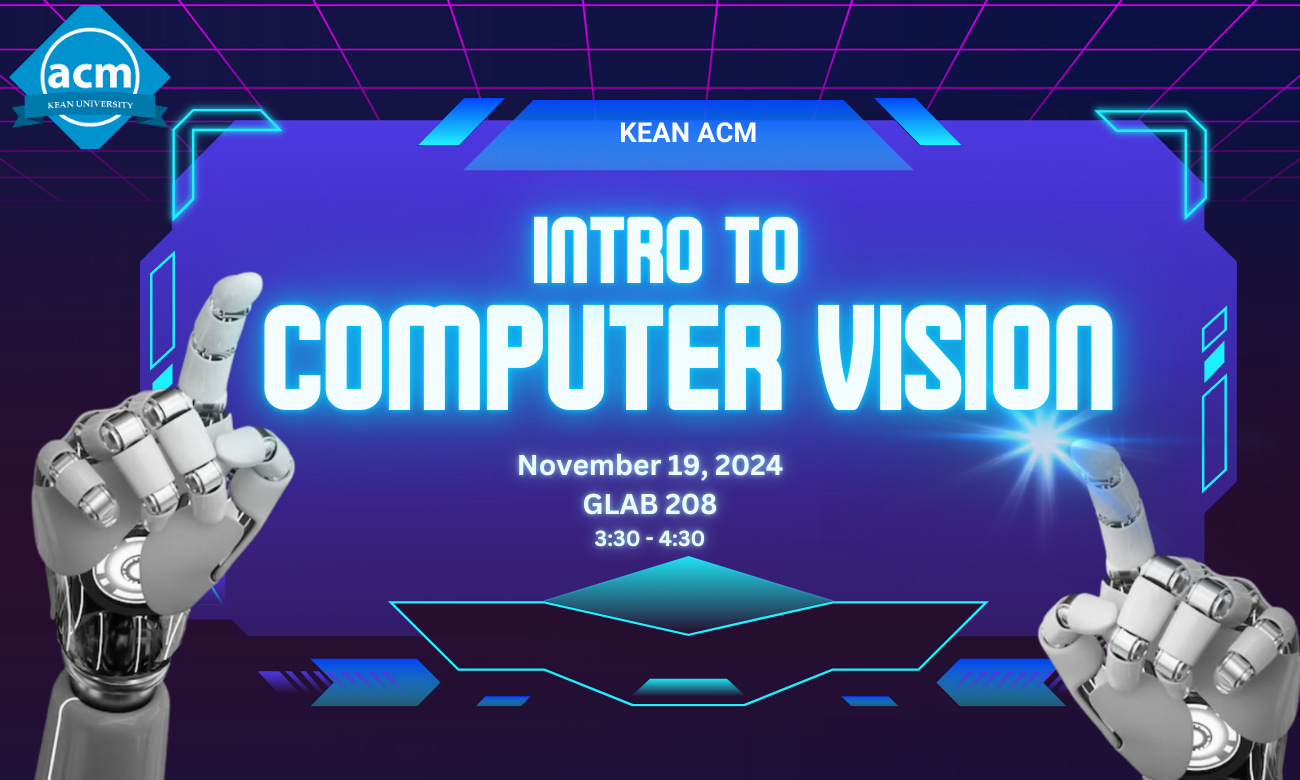 acm
KEAN UNIVERSITY
KEAN ACM
INTRO TO
COMPUTER VISION
November 19, 2024
GLAB 208
3:30 - 4:30